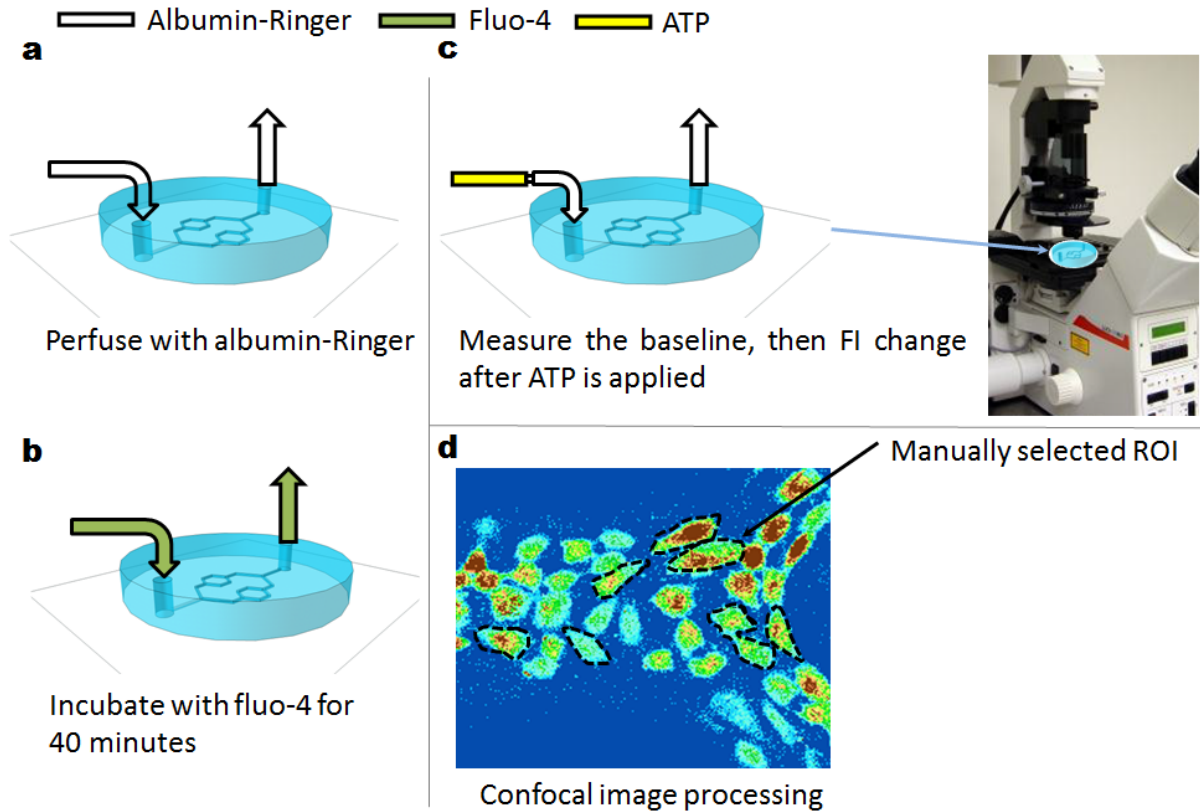 Albumin-Ringer Fluo-4 ATP
a
Perfuse with albumin-Ringer
b
Incubate with fluo-4 for
40 minutes
c
Measure the baseline, then FI change
after ATP is applied
d
Manually selected ROI
Confocal image processing